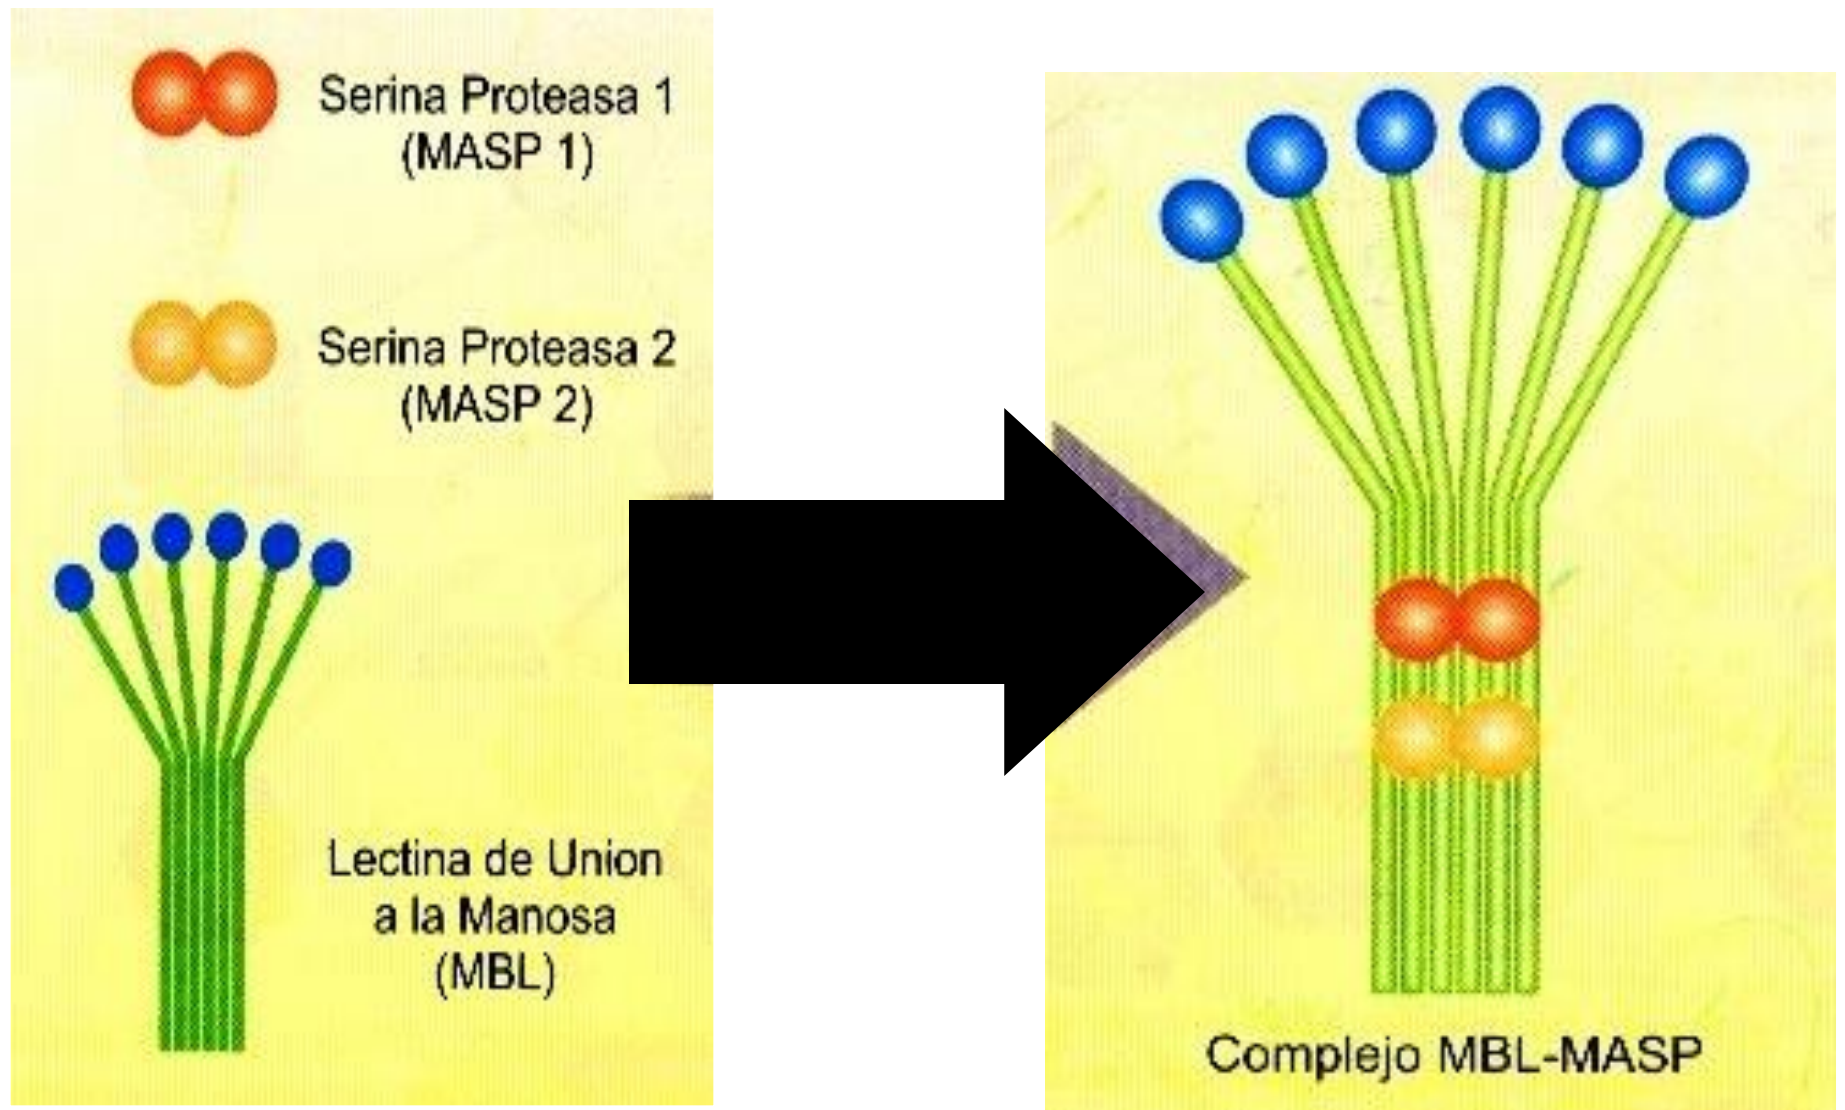 Serina Proteasa 1
(MASP 1)
Serina Proteasa 2
(MASP 2)
Lectina de Union
a la Manosa
(MBL)
Complejo MBL-MASP